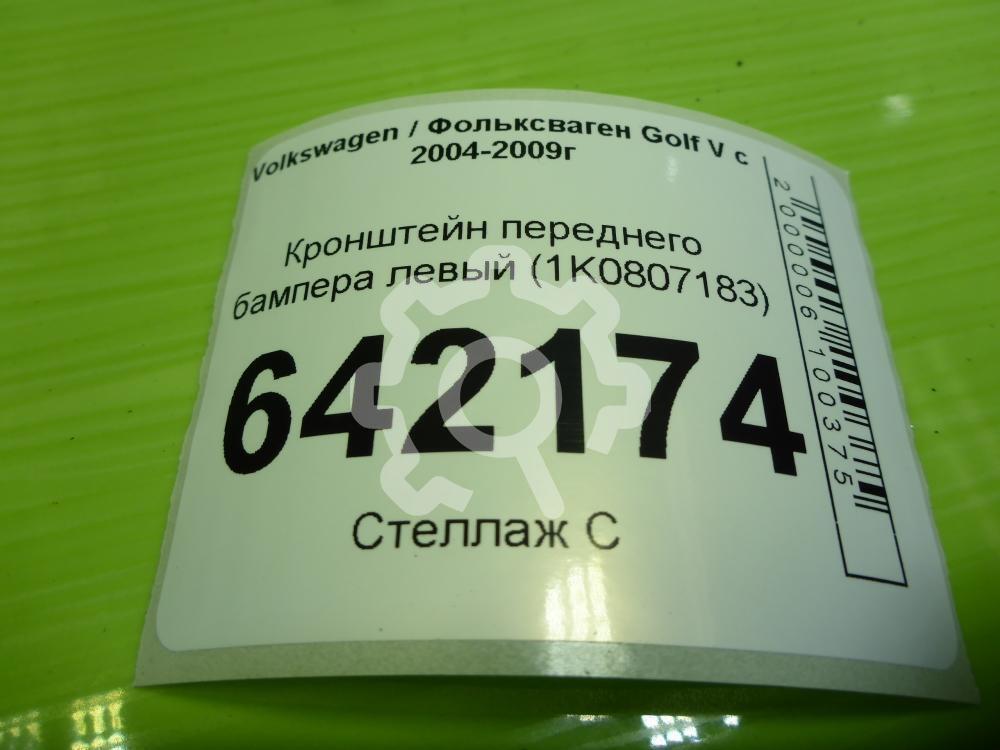 Volkswagen / Фольксваген Golf V с
2004-2009г
Кронштейн переднего
бампера левый (1K0807183)
642174
Стеллаж С
2000006100375